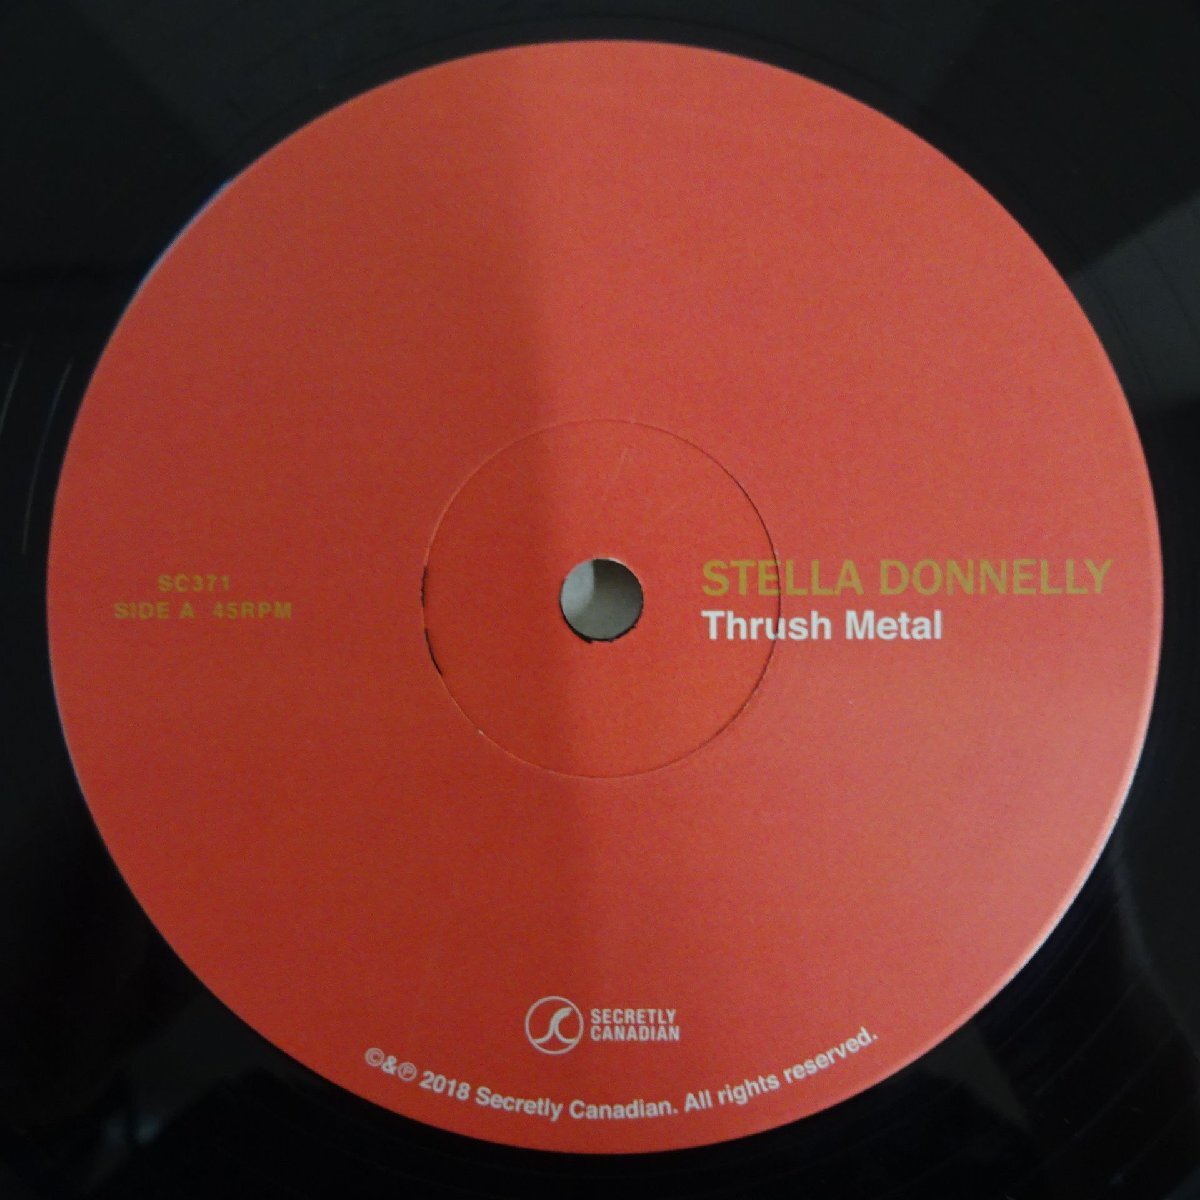 SC371
SIDE A 45RPM
STELLA DONNELLY
Thrush Metal
SECRETLY
CANADIAN
©&℗ 2018 Secretly Canadian. All rights reserved.